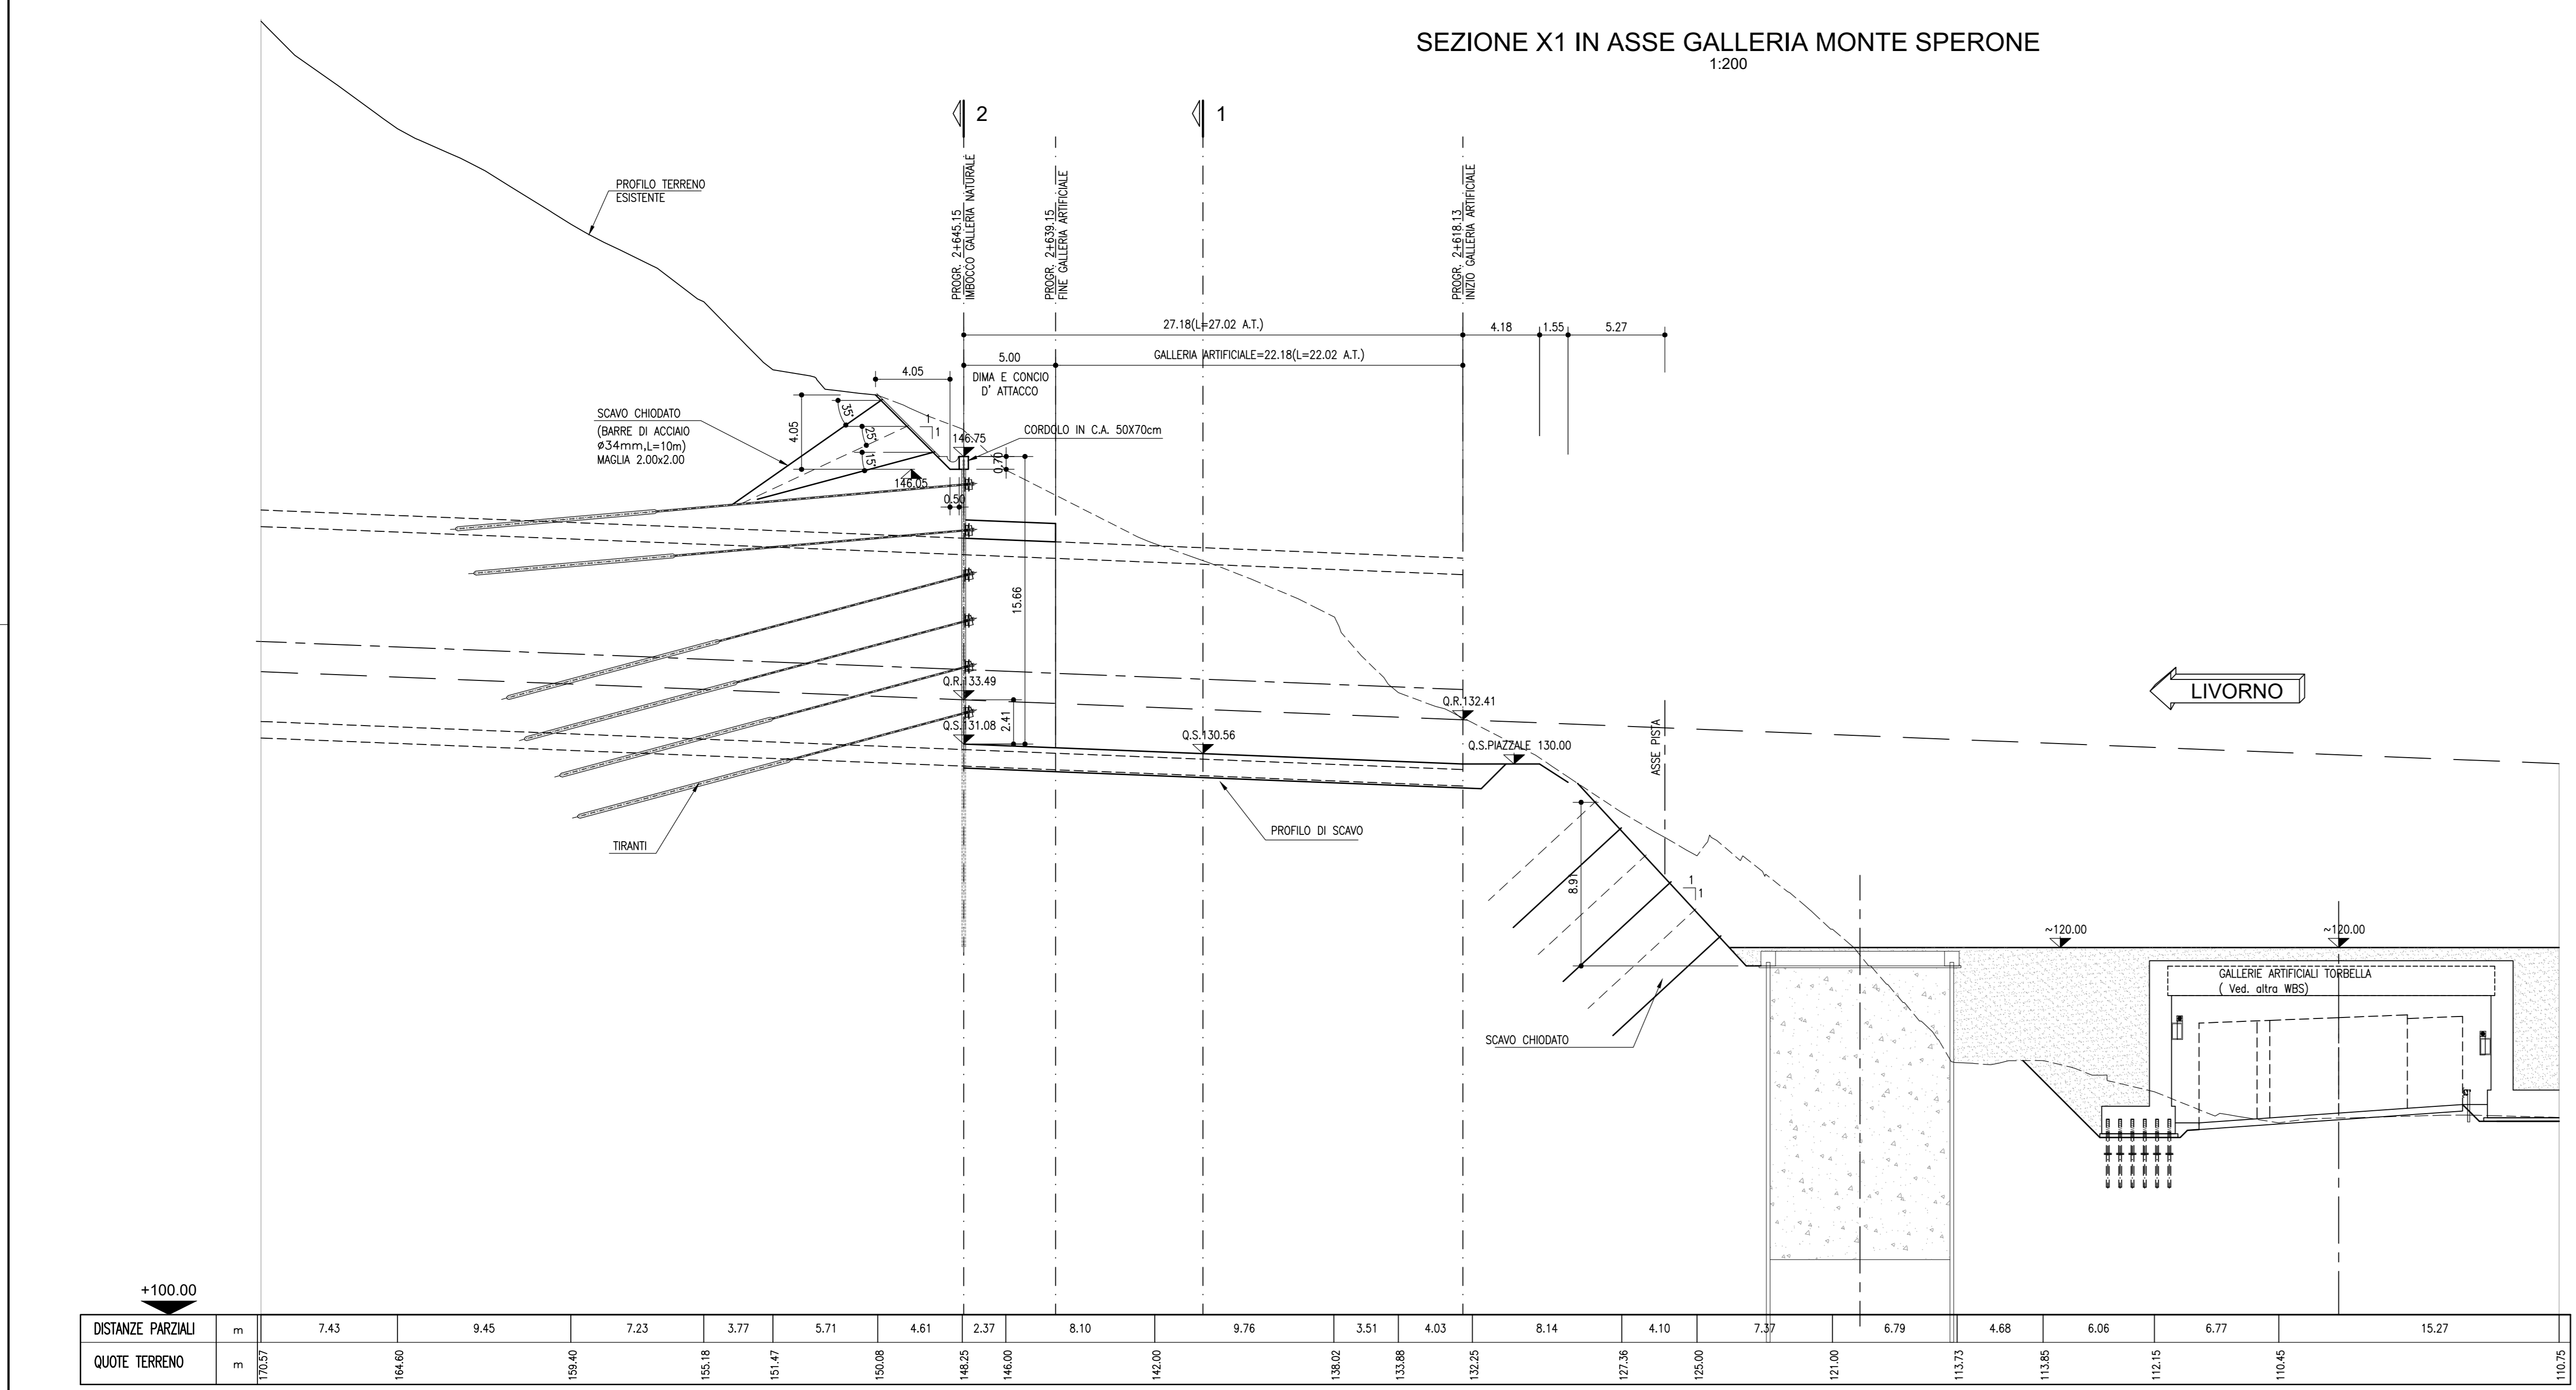 SEZIONE X1 IN ASSE GALLERIA MONTE SPERONE
1:200
2
1
PROGR. 2+645.15
IMBOCCO GALLERIA NATURALE
PROGR. 2+639.15
FINE GALLERIA ARTIFICIALE
PROGR. 2+618.13
INIZIO GALLERIA ARTIFICIALE
PROFILO TERRENO
ESISTENTE
27.18(L=27.02 A.T.)
4.18
1.55
5.27
5.00
GALLERIA ARTIFICIALE=22.18(L=22.02 A.T.)
DIMA E CONCIO
D' ATTACCO
4.05
4.05
35°
25°
15°
1
1
SCAVO CHIODATO
(BARRE DI ACCIAIO
ø34mm,L=10m)
MAGLIA 2.00x2.00
146.75
CORDOLO IN C.A. 50X70cm
0.70
146.05
0.50
15.66
Q.R.133.49
2.41
Q.S.131.08
Q.S.130.56
Q.R.132.41
Q.S.PIAZZALE 130.00
ASSE PISTA
LIVORNO
TIRANTI
PROFILO DI SCAVO
8.91
1
1
SCAVO CHIODATO
~120.00
~120.00
GALLERIE ARTIFICIALI TORBELLA
( Ved. altra WBS)
+100.00
DISTANZE PARZIALI m 7.43 9.45 7.23 3.77 5.71 4.61 2.37 8.10 9.76 3.51 4.03 8.14 4.10 7.37 6.79 4.68 6.06 6.77 15.27
QUOTE TERRENO m 170.57 164.60 159.40 155.18 151.47 150.08 148.25 146.00 142.00 138.02 133.88 132.25 127.36 125.00 121.00 113.73 113.85 112.15 110.45 110.75